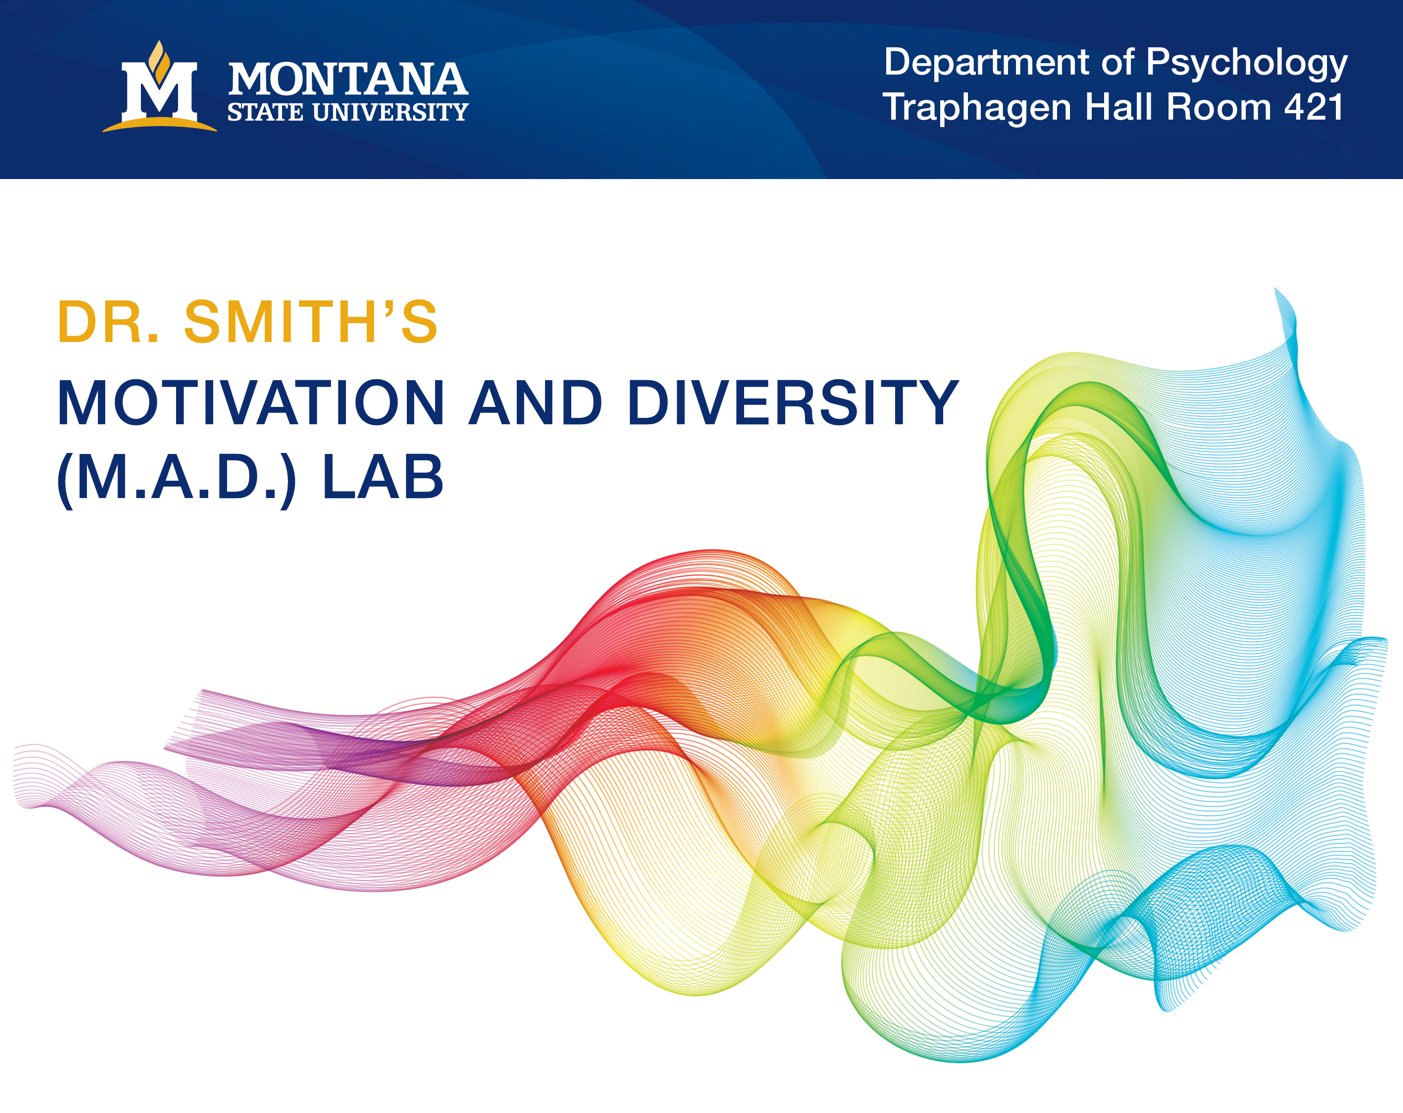 MONTANA
STATE UNIVERSITY
Department of Psychology
Traphagen Hall Room 421
DR. SMITH’S
MOTIVATION AND DIVERSITY
(M.A.D.) LAB